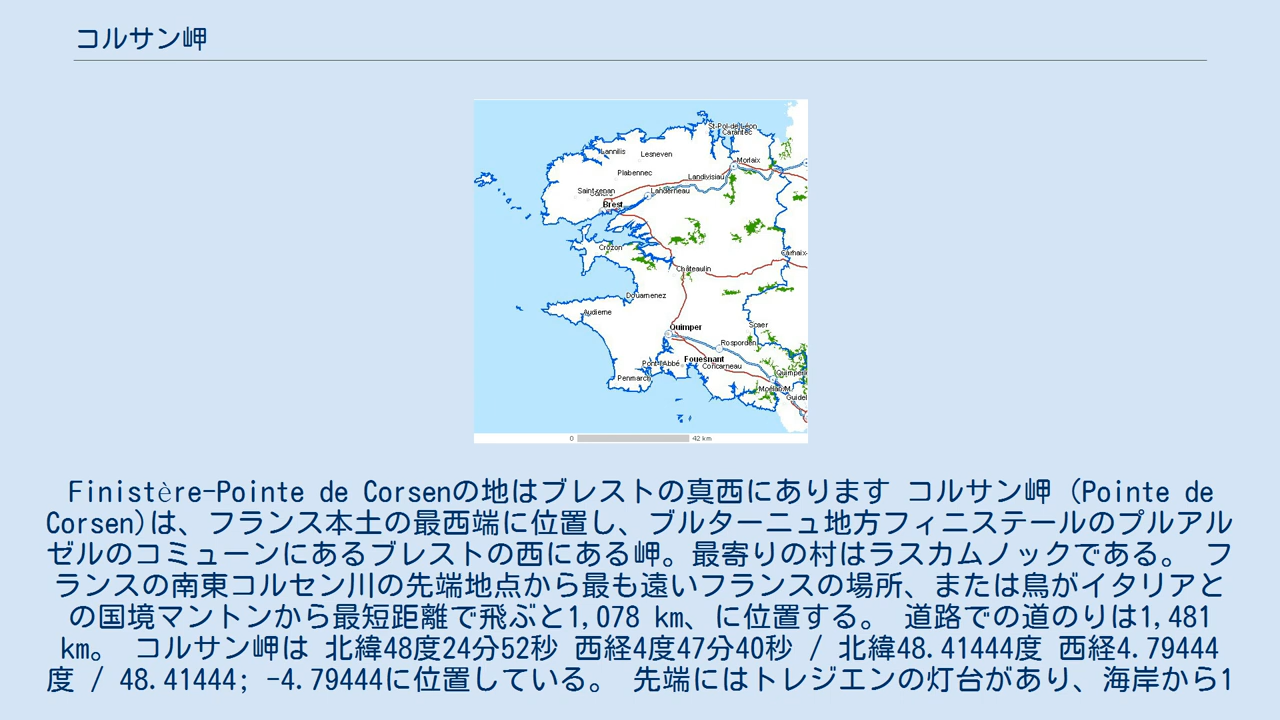 コルサン岬
St-Pol-de-Léon
Carantec
Lannilis
Lesneven
Morlaix
Plabennec
Landivisiau
Saint-renan
Landerneau
Brest
Crozon
Carhaix-
Châteaulin
Douarnenez
Audierne
Quimper
Scaer
Rosporden
Fouesnant
Pont-l'Abbé
Concarneau
Quimperl
Penmarch
Moëlan/M.
Guidel
0 42 km
Finistère-Pointe de Corsenの地はブレストの真西にあります コルサン岬 (Pointe de
Corsen)は、フランス本土の最西端に位置し、ブルターニュ地方フィニステールのプルアル
ゼルのコミューンにあるブレストの西にある岬。最寄りの村はラスカムノックである。 フ
ランスの南東コルセン川の先端地点から最も遠いフランスの場所、または鳥がイタリアと
の国境マントンから最短距離で飛ぶと1,078 km、に位置する。 道路での道のりは1,481
km。 コルサン岬は 北緯48度24分52秒 西経4度47分40秒 / 北緯48.41444度 西経4.79444
度 / 48.41444; -4.79444に位置している。 先端にはトレジエンの灯台があり、海岸から1